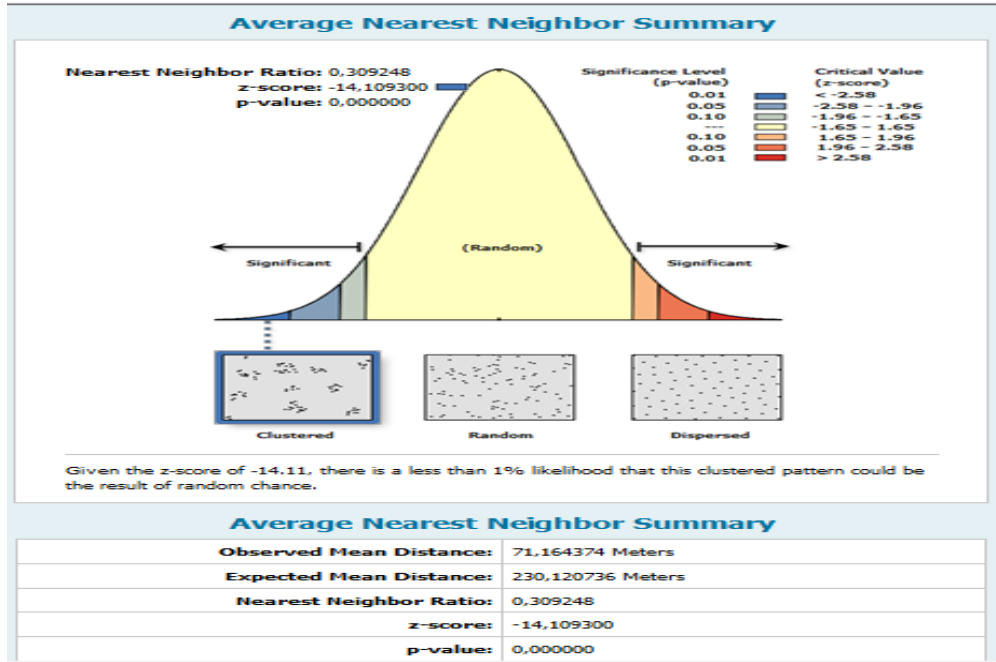 Average Nearest Neighbor Summary
Nearest Neighbor Ratio: 0,309248
z-score: -14,109300
p-value: 0,000000
Significance Level
(p-value)
Critical Value
(z-score)
0.01 < -2.58
0.05 -2.58 – -1.96
0.10 -1.96 – -1.65
--- -1.65 – 1.65
0.10 1.65 – 1.96
0.05 1.96 – 2.58
0.01 > 2.58
(Random)
Significant Significant
Clustered Random Dispersed
Given the z-score of -14.11, there is a less than 1% likelihood that this clustered pattern could be
the result of random chance.
Average Nearest Neighbor Summary
Observed Mean Distance: 71,164374 Meters
Expected Mean Distance: 230,120736 Meters
Nearest Neighbor Ratio: 0,309248
z-score: -14,109300
p-value: 0,000000